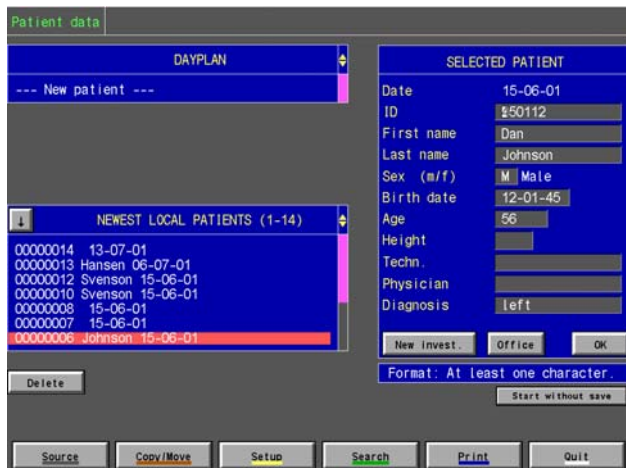 Patient data
DAYPLAN
--- New patient ---
NEWEST LOCAL PATIENTS (1-14)
00000014 13-07-01
00000013 Hansen 06-07-01
00000012 Svenson 15-06-01
00000010 Svenson 15-06-01
00000008 15-06-01
00000007 15-06-01
00000006 Johnson 15-06-01
Delete
SELECTED PATIENT
Date 15-06-01
ID 250112
First name Dan
Last name Johnson
Sex (m/f) M Male
Birth date 12-01-45
Age 56
Height
Techn.
Physician
Diagnosis left
New invest. Office OK
Format: At least one character.
Start without save
Source Copy/Move Setup Search Print Quit